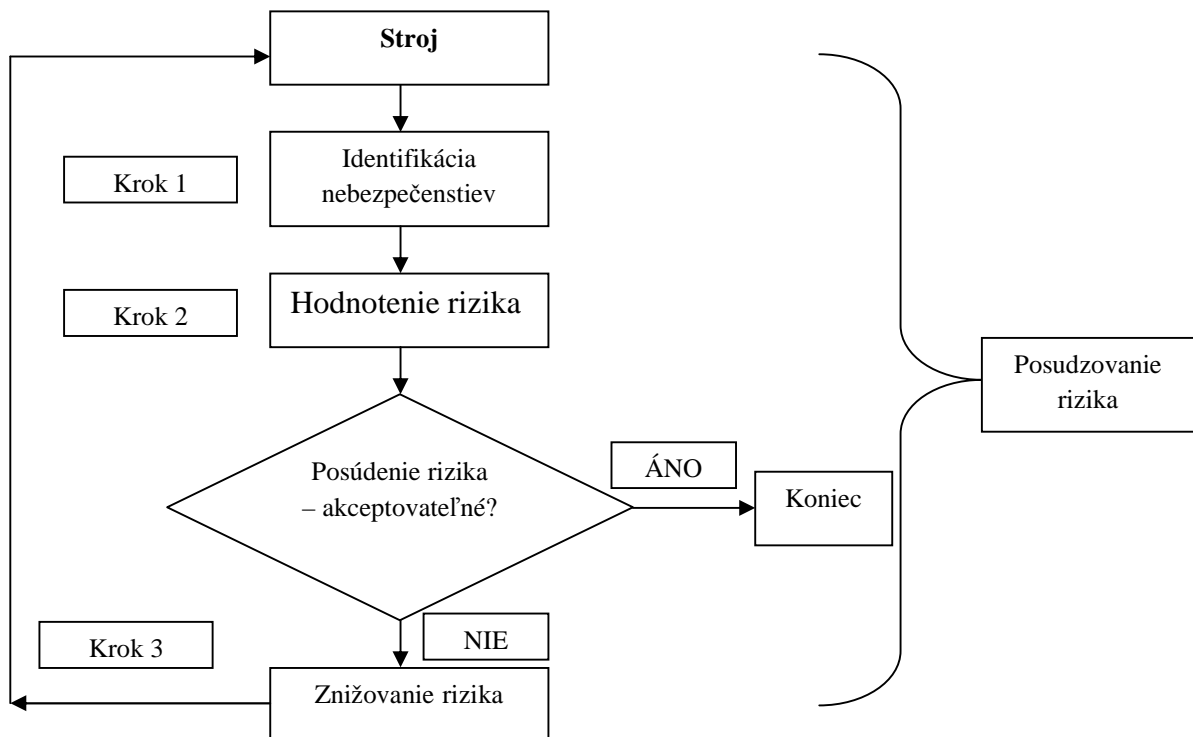 Stroj
Krok 1
Identifikácia
nebezpečenstiev
Krok 2
Hodnotenie rizika
Posudzovanie
rizika
Posúdenie rizika
– akceptovateľné?
ÁNO
Koniec
NIE
Krok 3
Znižovanie rizika